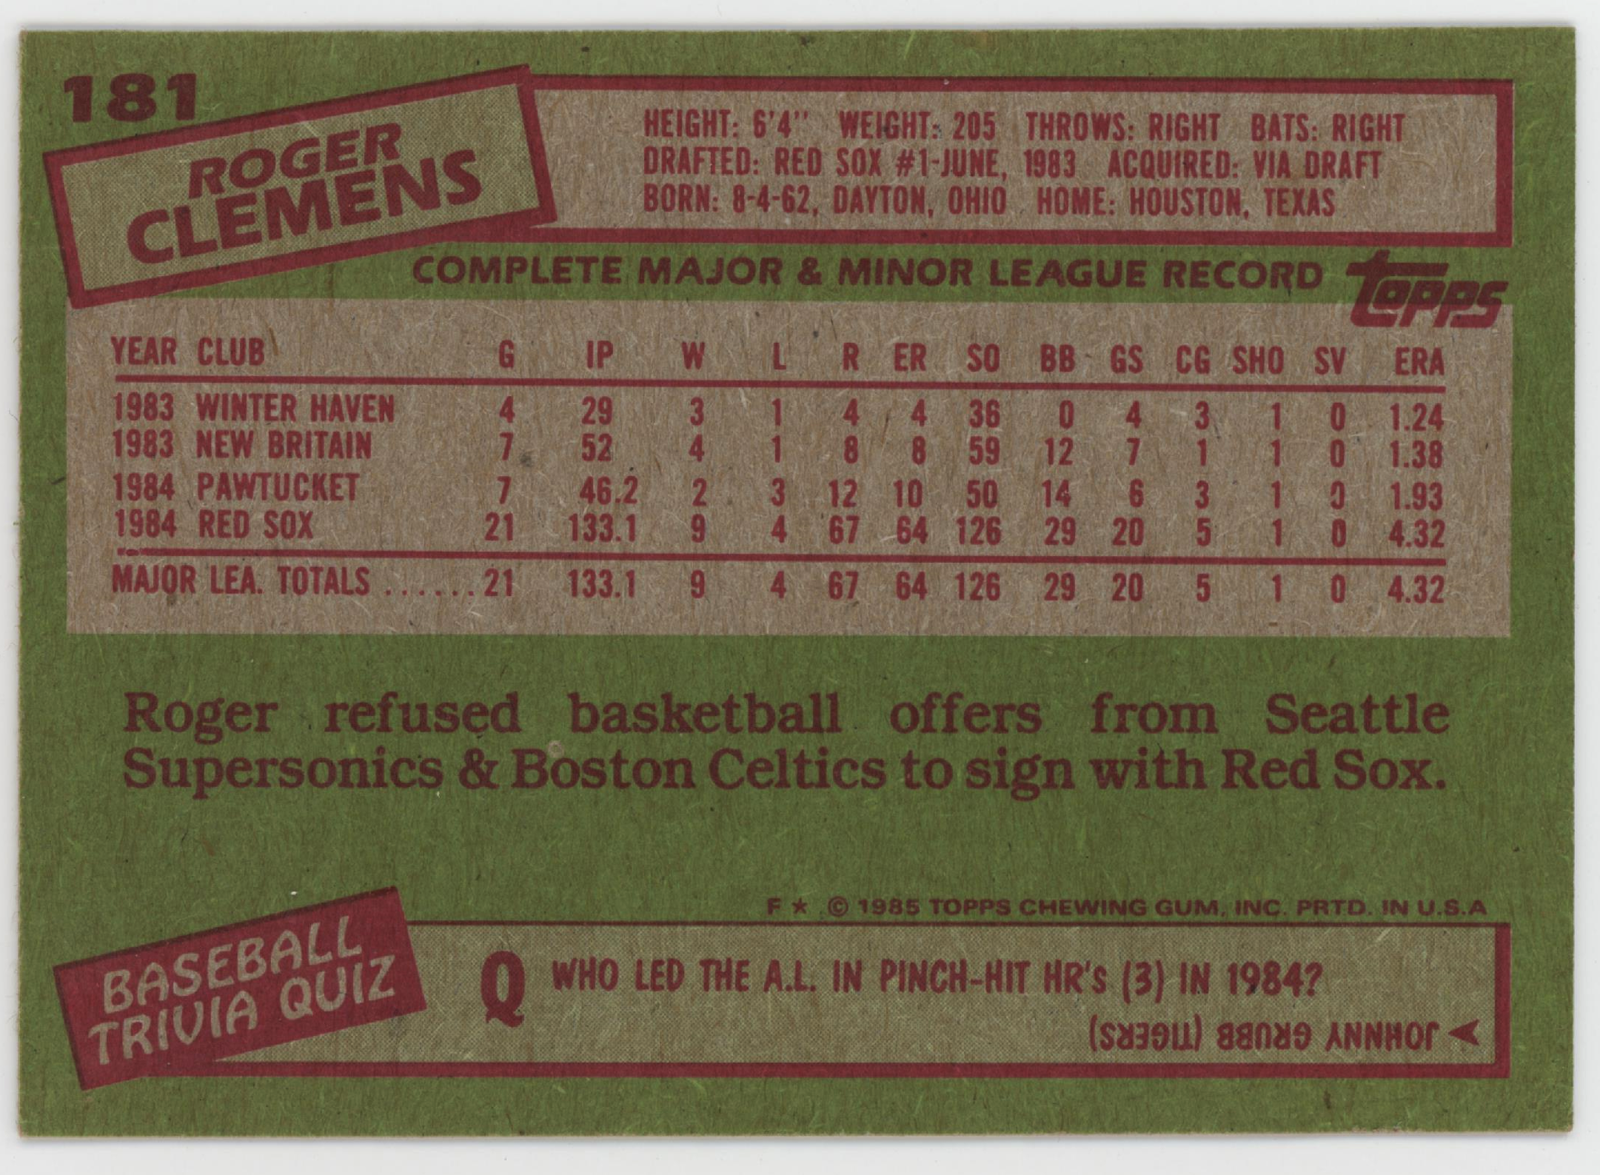 181
ROGER
CLEMENS
HEIGHT: 6'4" WEIGHT: 205 THROWS: RIGHT BATS: RIGHT
DRAFTED: RED SOX #1-JUNE, 1983 ACQUIRED: VIA DRAFT
BORN: 8-4-62, DAYTON, OHIO HOME: HOUSTON, TEXAS
COMPLETE MAJOR & MINOR LEAGUE RECORD
topps
YEAR CLUB G IP W L R ER SO BB GS CG SHO SV ERA
1983 WINTER HAVEN 4 29 3 1 4 4 36 0 4 3 1 0 1.24
1983 NEW BRITAIN 7 52 4 1 8 8 59 12 7 1 1 0 1.38
1984 PAWTUCKET 7 46.2 2 3 12 10 50 14 6 3 1 0 1.93
1984 RED SOX 21 133.1 9 4 67 64 126 29 20 5 1 0 4.32
MAJOR LEA. TOTALS ...... 21 133.1 9 4 67 64 126 29 20 5 1 0 4.32
Roger refused basketball offers from Seattle
Supersonics & Boston Celtics to sign with Red Sox.
F ★ © 1985 TOPPS CHEWING GUM, INC. PRTD. IN U.S.A
BASEBALL
TRIVIA QUIZ
Q WHO LED THE A.L. IN PINCH-HIT HR's (3) IN 1984?
JOHNNY GRUBB (TIGERS)